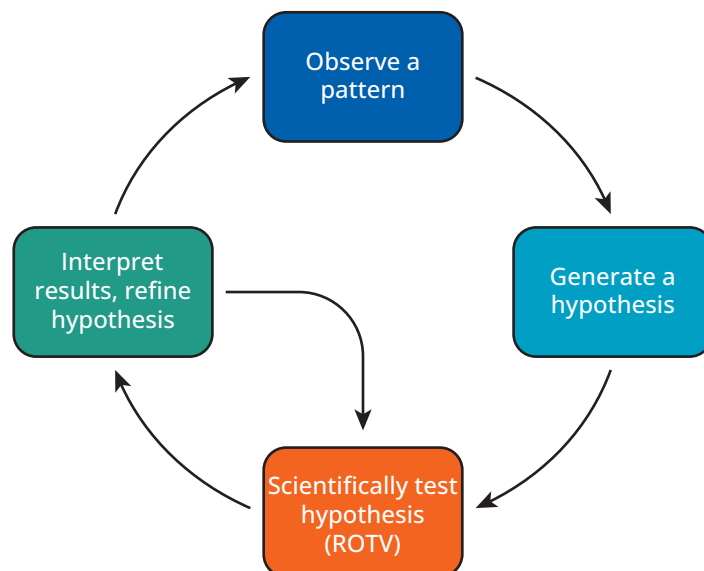 Observe a
pattern
Generate a
hypothesis
Scientifically test
hypothesis
(ROTV)
Interpret
results, refine
hypothesis